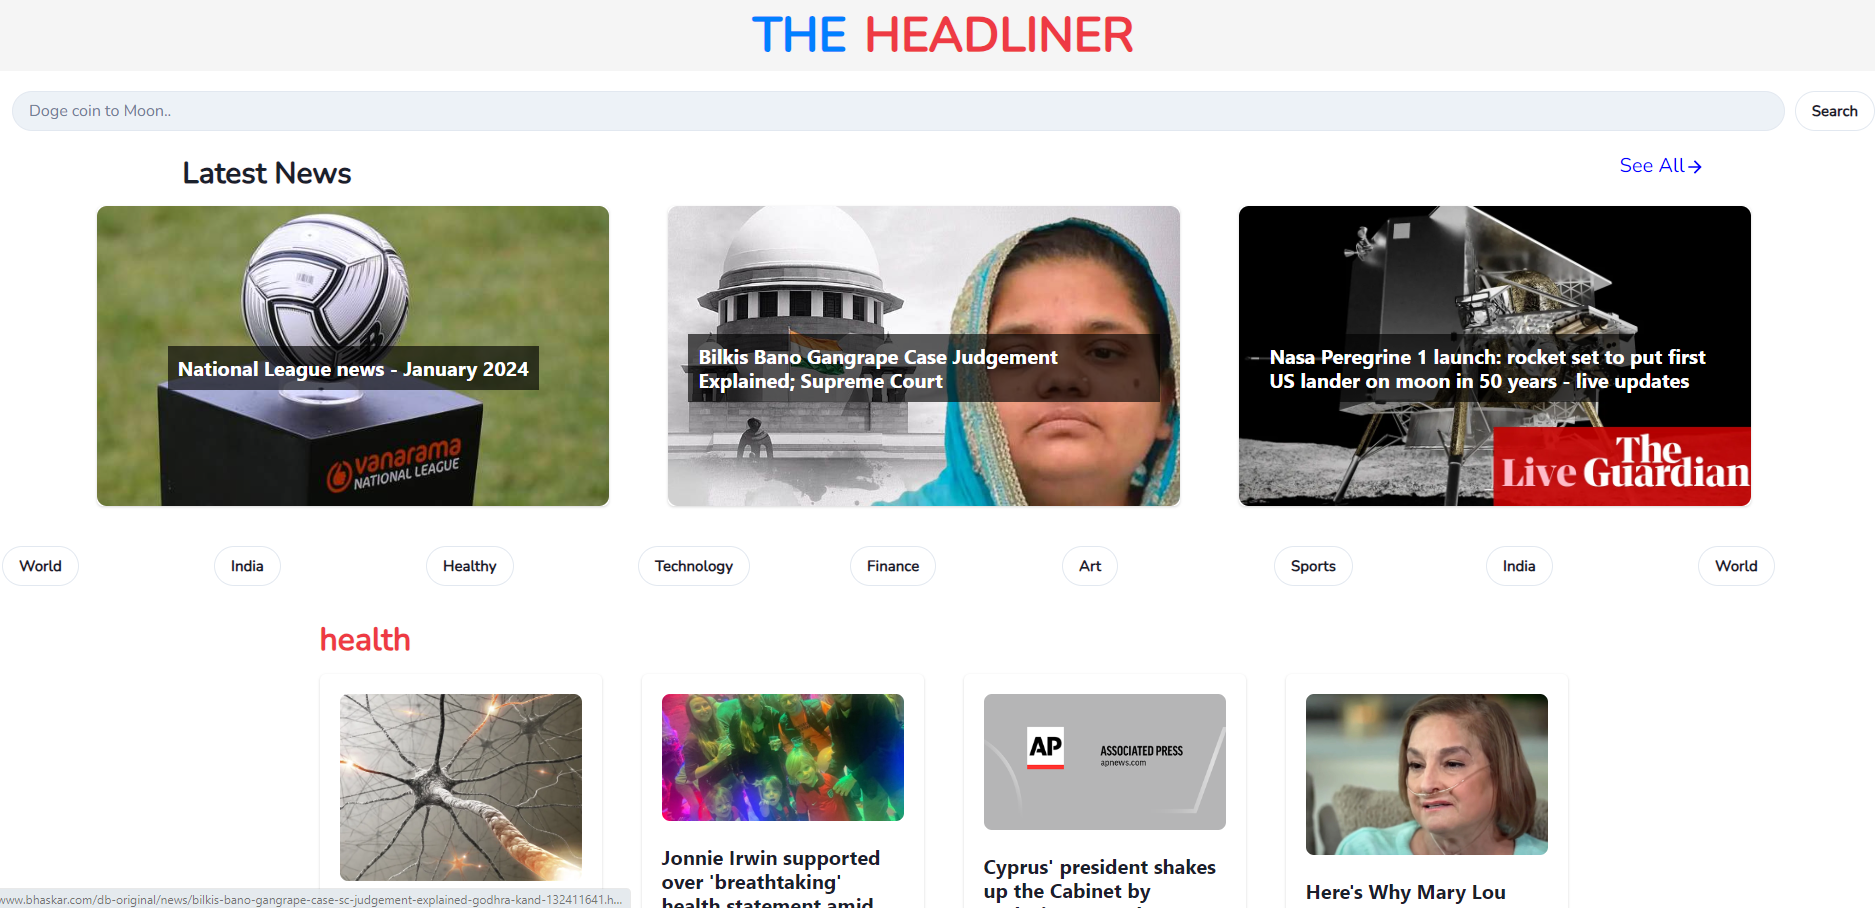 THE HEADLINER
Doge coin to Moon..
Search
Latest News
See All
vanarama
NATIONAL LEAGUE
National League news - January 2024
Bilkis Bano Gangrape Case Judgement
Explained; Supreme Court
Nasa Peregrine 1 launch: rocket set to put first
US lander on moon in 50 years - live updates
The
Live Guardian
World
India
Healthy
Technology
Finance
Art
Sports
India
World
health
AP
ASSOCIATED PRESS
apnews.com
Jonnie Irwin supported
over 'breathtaking'
health statement amid
Cyprus' president shakes
up the Cabinet by
Here's Why Mary Lou
www.bhaskar.com/db-original/news/bilkis-bano-gangrape-case-sc-judgement-explained-godhra-kand-132411641.h...